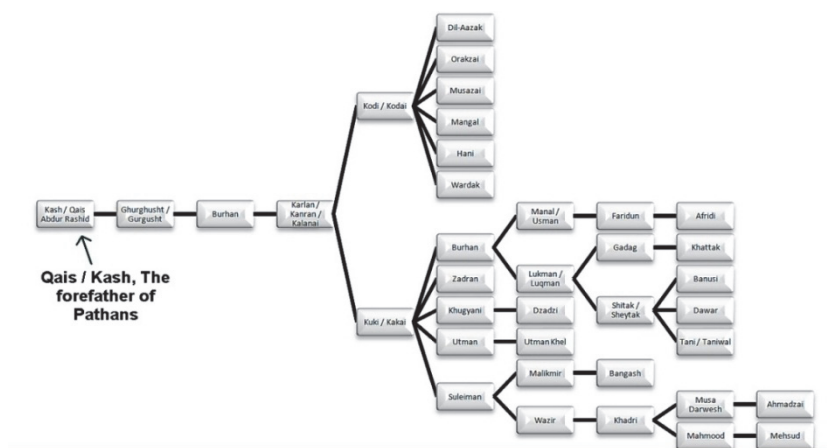 Dil-Aazak
Orakzai
Musazai
Kodi / Kodai
Mangal
Hani
Wardak
Kash / Qais
Abdur Rashid
Ghurghusht /
Gurgusht
Burhan
Karlan /
Kanran /
Kalanai
Manal /
Usman
Faridun
Afridi
Qais / Kash, The
forefather of
Pathans
Burhan
Gadag
Khattak
Zadran
Lukman /
Luqman
Banusi
Kuki / Kakai
Khugyani
Dzadzi
Shitak /
Sheytak
Dawar
Utman
Utman Khel
Tani / Taniwal
Malikmir
Bangash
Suleiman
Wazir
Khadri
Musa
Darwesh
Ahmadzai
Mahmood
Mehsud